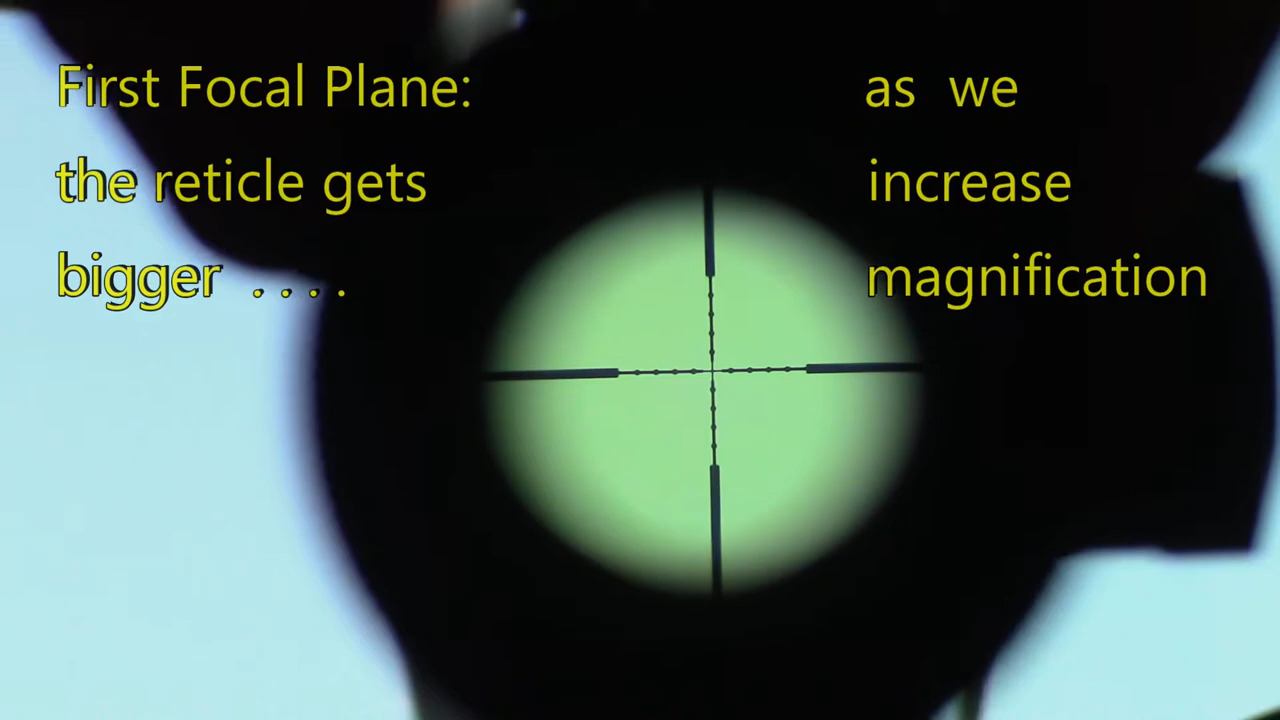 First Focal Plane:
the reticle gets
bigger . . . .
as we
increase
magnification